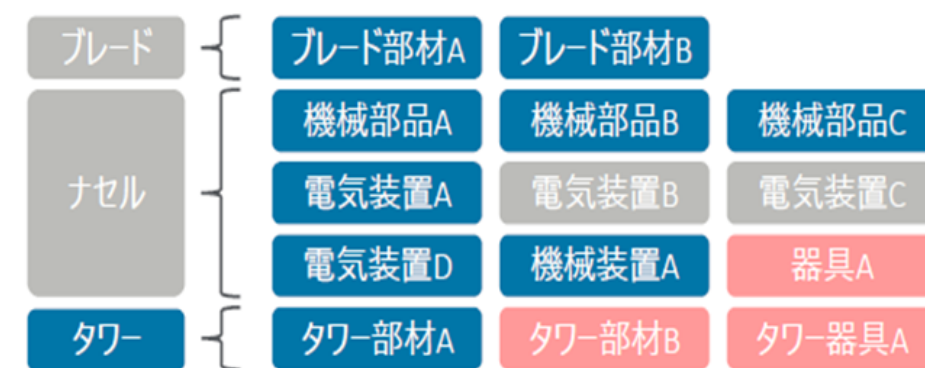 ブレード ブレード部材A ブレード部材B
機械部品A 機械部品B 機械部品C
ナセル 電気装置A 電気装置B 電気装置C
電気装置D 機械装置A 器具A
タワー タワー部材A タワー部材B タワー器具A